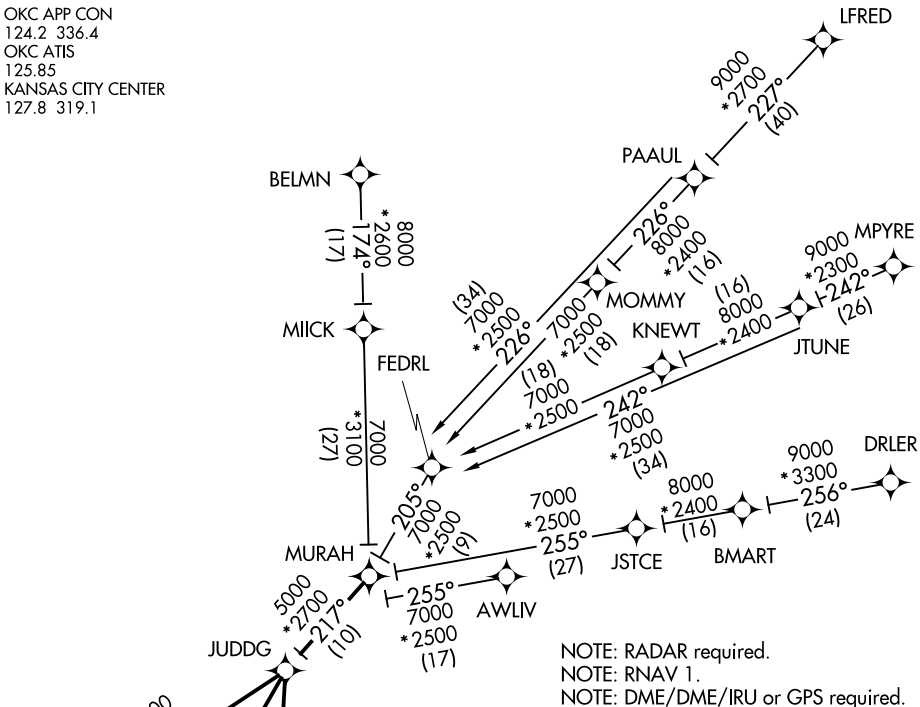 OKC APP CON
124.2 336.4
OKC ATIS
125.85
KANSAS CITY CENTER
127.8 319.1
LFRED
9000
*2700
227°
(40)
PAAUL
BELMN
8000
*2600
174°
(17)
226°
8000
*2400
(16)
MPYRE
9000
*2300
242°
(26)
MOMMY
(34)
7000
*2500
226°
7000
*2500
(18)
KNEWT
(16)
8000
*2400
JTUNE
MIICK
FEDRL
(18)
7000
*2500
242°
7000
*2500
(34)
7000
*3100
(27)
DRLER
9000
*3300
256°
(24)
205°
7000
*2500
(9)
7000
*2500
255°
(27)
JSTCE
8000
*2400
(16)
BMART
MURAH
255°
7000
*2500
(17)
AWLIV
5000
*2700
217°
(10)
JUDDG
NOTE: RADAR required.
NOTE: RNAV 1.
NOTE: DME/DME/IRU or GPS required.